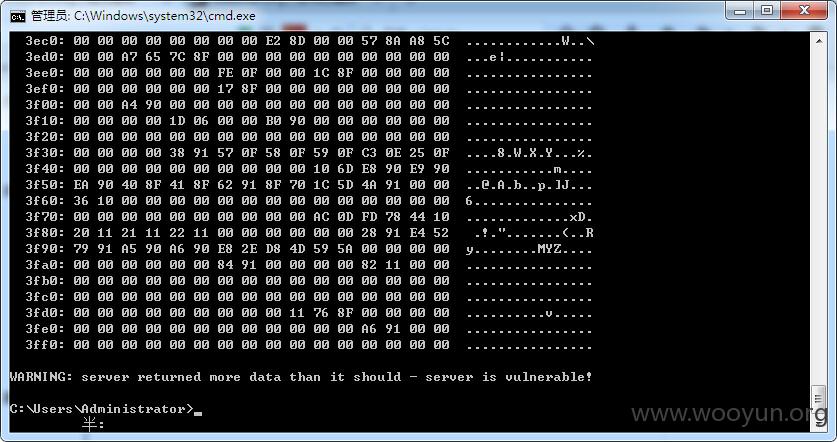 管理员: C:\Windows\system32\cmd.exe
3ec0: 00 00 00 00 00 00 00 00 E2 8D 00 00 57 8A A8 5C ............W..\
3ed0: 00 00 A7 65 7C 8F 00 00 00 00 00 00 00 00 00 00 ...e|...........
3ee0: 00 00 00 00 00 00 FE 0F 00 00 1C 8F 00 00 00 00 ................
3ef0: 00 00 00 00 00 00 17 8F 00 00 00 00 00 00 00 00 ................
3f00: 00 00 A4 90 00 00 00 00 00 00 00 00 00 00 00 00 ................
3f10: 00 00 00 00 1D 06 00 00 B0 90 00 00 00 00 00 00 ................
3f20: 00 00 00 00 00 00 00 00 00 00 00 00 00 00 00 00 ................
3f30: 00 00 00 00 38 91 57 0F 58 0F 59 0F C3 0E 25 0F ....8.W.X.Y...%.
3f40: 00 00 00 00 00 00 00 00 00 00 10 6D E8 90 E9 90 ...........m....
3f50: EA 90 40 8F 41 8F 62 91 8F 70 1C 5D 4A 91 00 00 ..@.A.b..p.]J...
3f60: 36 10 00 00 00 00 00 00 00 00 00 00 00 00 00 00 6...............
3f70: 00 00 00 00 00 00 00 00 00 00 AC 0D FD 78 44 10 .............xD.
3f80: 20 11 21 11 22 11 00 00 00 00 00 00 28 91 E4 52 .!.".......(..R
3f90: 79 91 A5 90 A6 90 E8 2E D8 4D 59 5A 00 00 00 00 y........MYZ....
3fa0: 00 00 00 00 00 00 84 91 00 00 00 00 82 11 00 00 ................
3fb0: 00 00 00 00 00 00 00 00 00 00 00 00 00 00 00 00 ................
3fc0: 00 00 00 00 00 00 00 00 00 00 00 00 00 00 00 00 ................
3fd0: 00 00 00 00 00 00 00 00 00 11 76 8F 00 00 00 00 ..........v.....
3fe0: 00 00 00 00 00 00 00 00 00 00 00 00 A6 91 00 00 ................
3ff0: 00 00 00 00 00 00 00 00 00 00 00 00 00 00 00 00 ................
WARNING: server returned more data than it should - server is vulnerable!
C:\Users\Administrator>_
半:
www.wooyun.org